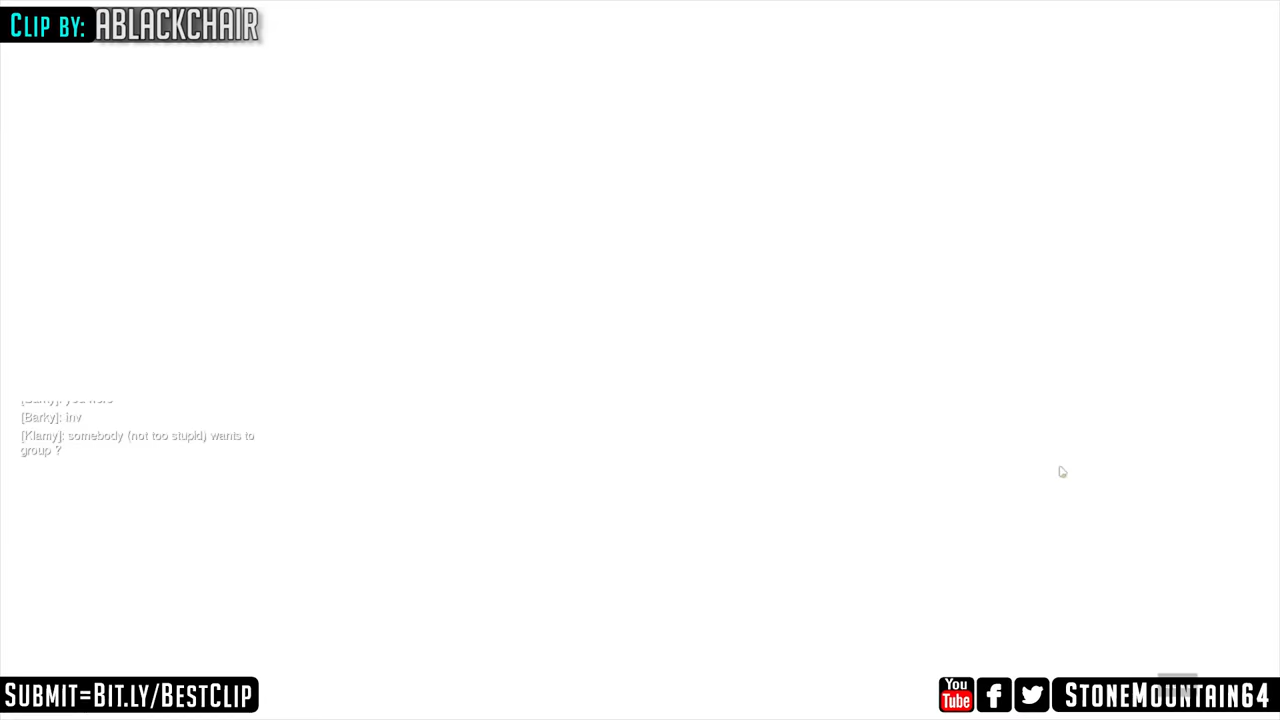 CLIP BY: ABLACKCHAIR
[Barky]: inv
[Klamy]: somebody (not too stupid) wants to
group ?
SUBMIT=BIT.LY/BESTCLIP
You
Tube
STONEMOUNTAIN64